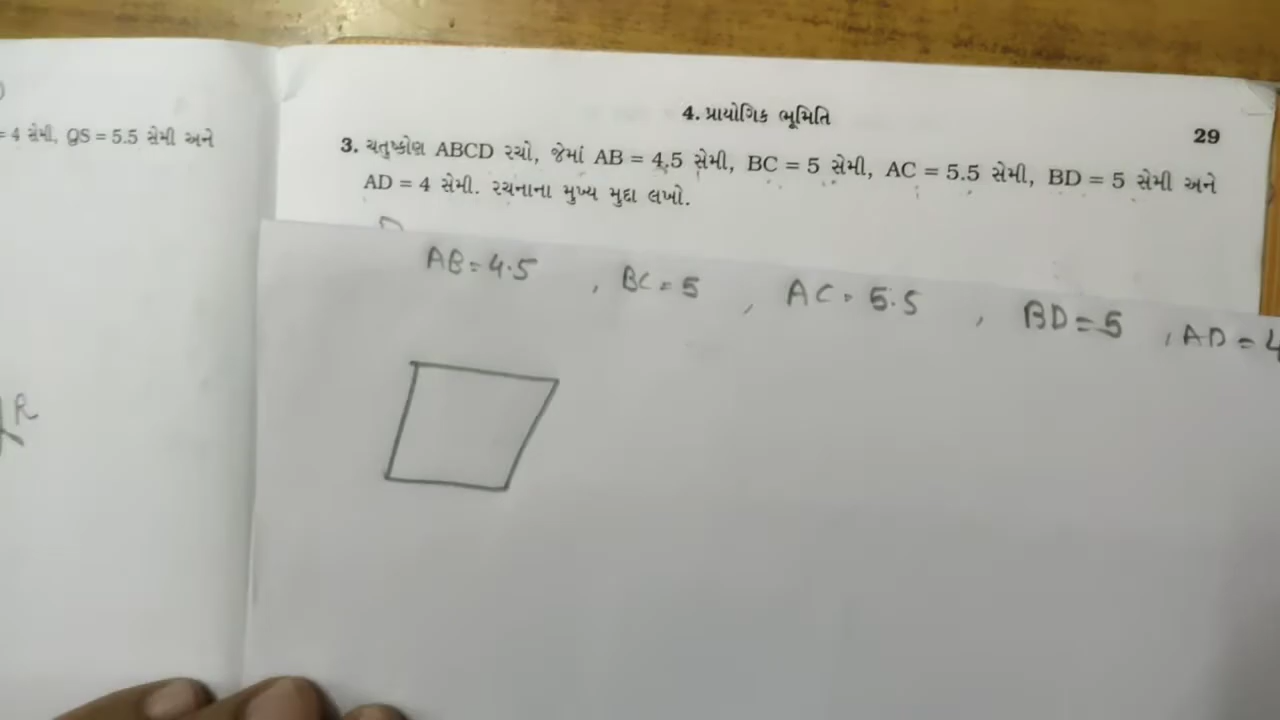 = 4 સેમી, QS = 5.5 સેમી અને
R
4. પ્રાયોગિક ભૂમિતિ
29
3. ચતુષ્કોણ ABCD રચો, જેમાં AB = 4.5 સેમી, BC = 5 સેમી, AC = 5.5 સેમી, BD = 5 સેમી અને
AD = 4 સેમી. રચનાના મુખ્ય મુદ્દા લખો.
AB = 4.5 , BC = 5 , AC = 5.5 , BD = 5 , AD = 4